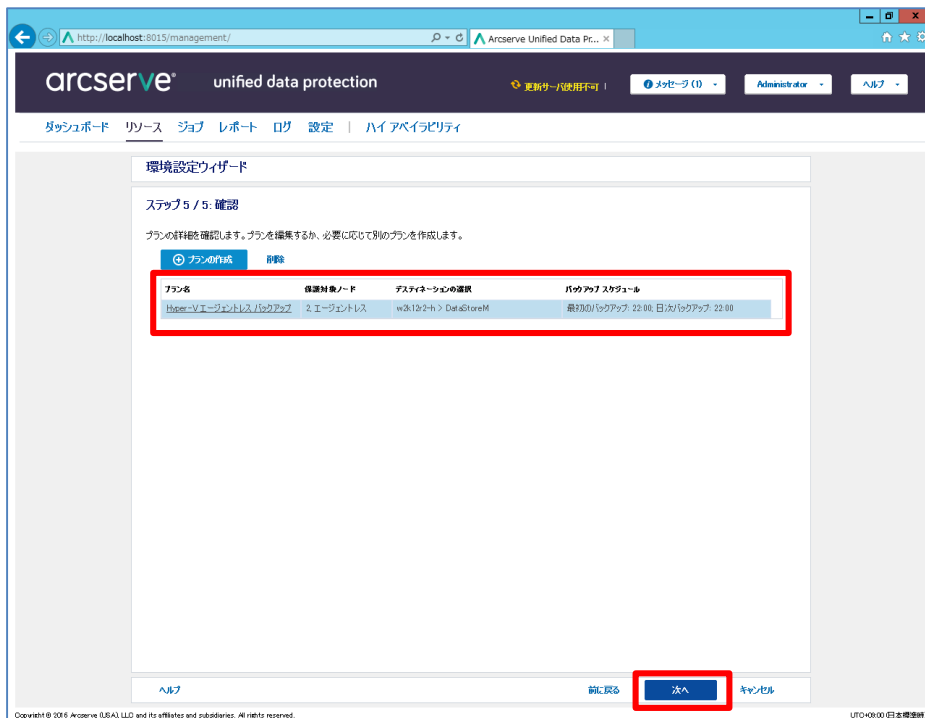 http://localhost:8015/management/
Arcserve Unified Data Pr... ×
arcserve® unified data protection
更新サーバ使用不可 | メッセージ (1) Administrator ヘルプ
ダッシュボード リソース ジョブ レポート ログ 設定 | ハイ アベイラビリティ
環境設定ウィザード
ステップ 5 / 5: 確認
プランの詳細を確認します。プランを編集するか、必要に応じて別のプランを作成します。
プランの作成 削除
プラン名 保護対象ノード デスティネーションの選択 バックアップ スケジュール
Hyper-V エージェントレス バックアップ 2, エージェントレス w2k12r2-h > DataStoreM 最初のバックアップ: 22:00; 日次バックアップ: 22:00
ヘルプ 前に戻る 次へ キャンセル
Copyright © 2016 Arcserve (USA), LLC and its affiliates and subsidiaries. All rights reserved. UTC+09:00 (日本標準時